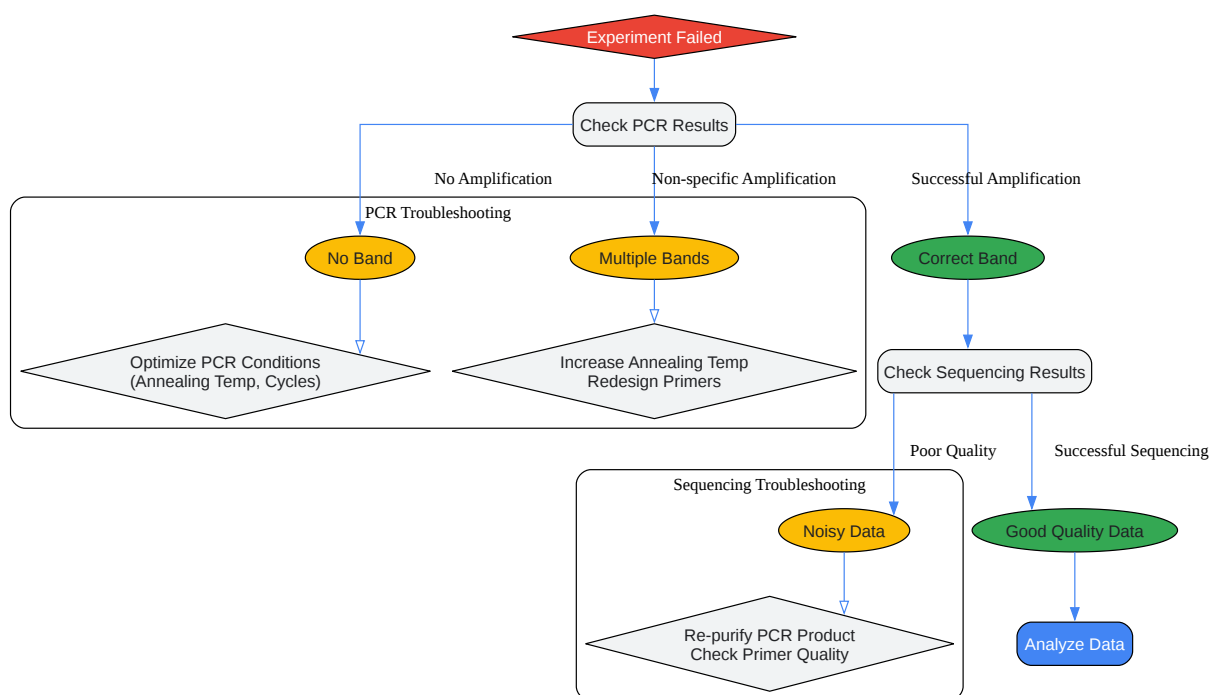 Experiment Failed
Check PCR Results
No Amplification
Non-specific Amplification
Successful Amplification
PCR Troubleshooting
No Band
Multiple Bands
Correct Band
Optimize PCR Conditions
(Annealing Temp, Cycles)
Increase Annealing Temp
Redesign Primers
Check Sequencing Results
Poor Quality
Successful Sequencing
Sequencing Troubleshooting
Noisy Data
Good Quality Data
Re-purify PCR Product
Check Primer Quality
Analyze Data